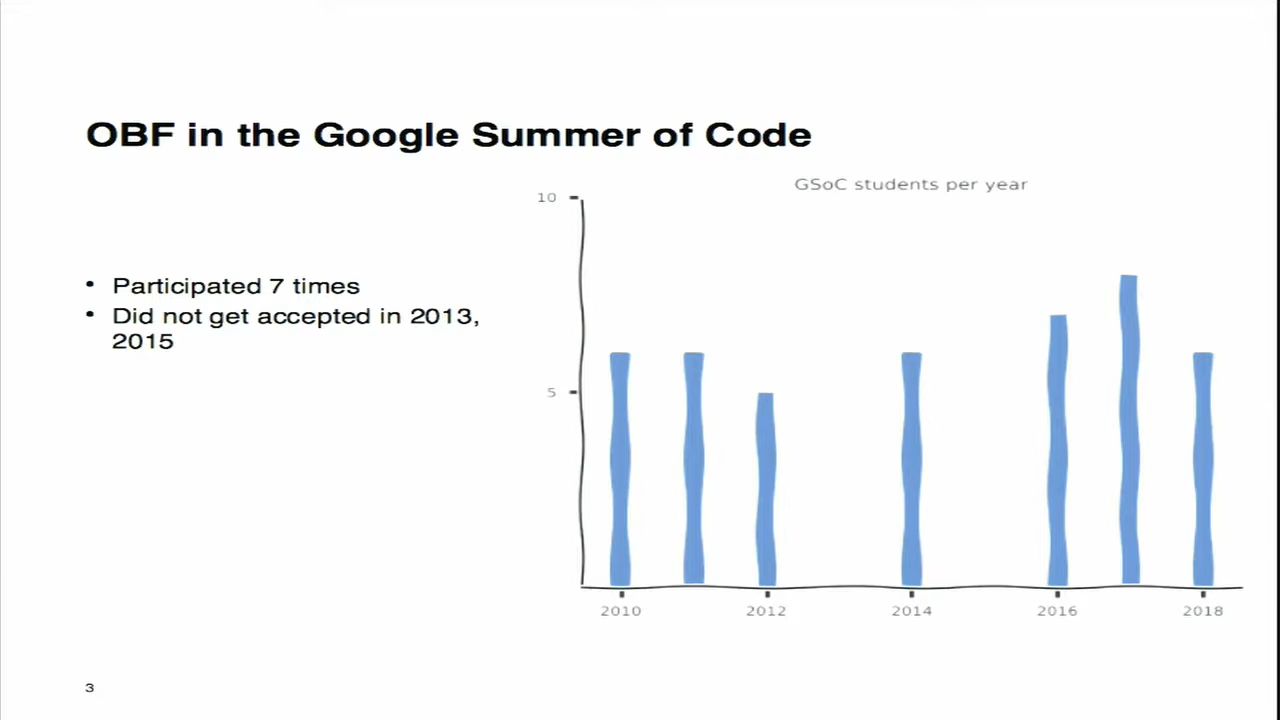 OBF in the Google Summer of Code
• Participated 7 times
• Did not get accepted in 2013,
2015
GSoC students per year
10
5
2010 2012 2014 2016 2018
3